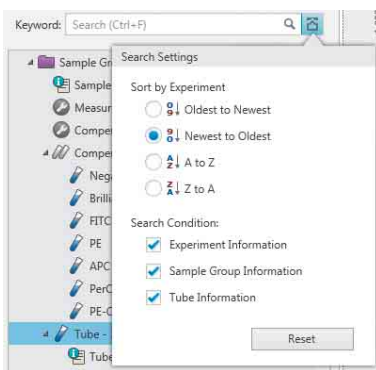 Keyword: Search (Ctrl+F)
Search Settings
Sort by Experiment
Oldest to Newest
Newest to Oldest
A to Z
Z to A
Search Condition:
Experiment Information
Sample Group Information
Tube Information
Reset
Sample Gr
Sample
Measur
Compe
Compe
Neg
Brilli
FITC
PE
APC
PerC
PE-C
Tube -
Tube